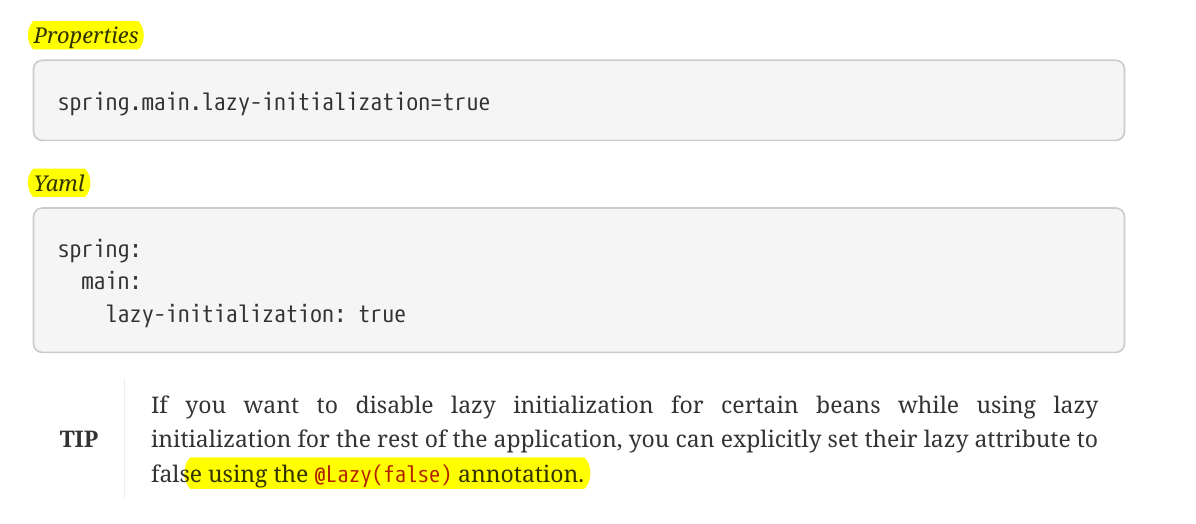 Properties
spring.main.lazy-initialization=true
Yaml
spring:
  main:
    lazy-initialization: true
TIP
If you want to disable lazy initialization for certain beans while using lazy
initialization for the rest of the application, you can explicitly set their lazy attribute to
false using the @Lazy(false) annotation.